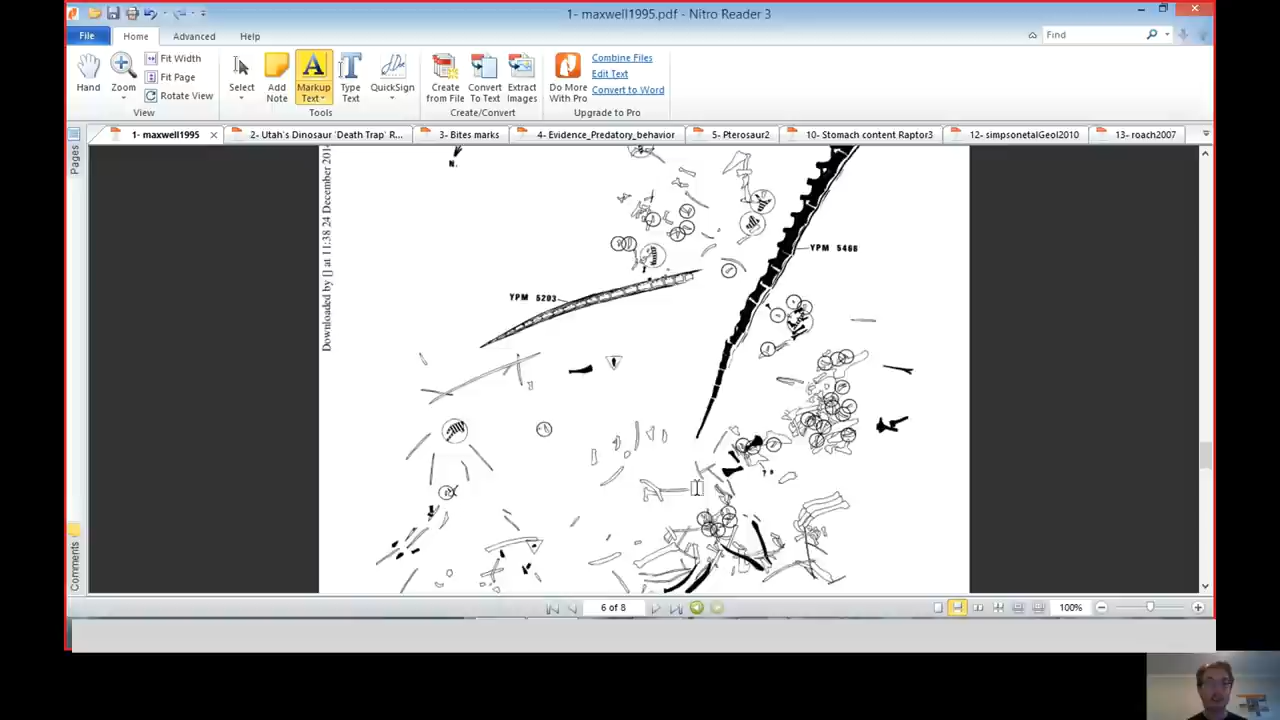 1- maxwell1995.pdf - Nitro Reader 3
File
Home
Advanced
Help
Find
Hand
Zoom
Fit Width
Fit Page
Rotate View
View
Select
Add Note
Markup Text
Type Text
QuickSign
Tools
Create from File
Convert To Text
Extract Images
Create/Convert
Do More With Pro
Combine Files
Edit Text
Convert to Word
Upgrade to Pro
1- maxwell1995
2- Utah's Dinosaur 'Death Trap' R...
3- Bites marks
4- Evidence_Predatory_behavior
5- Pterosaur2
10- Stomach content Raptor3
12- simpsonetalGeol2010
13- roach2007
Pages
Downloaded by [] at 11:38 24 December 201
N.
YPM 5466
YPM 5203
Comments
6 of 8
100%